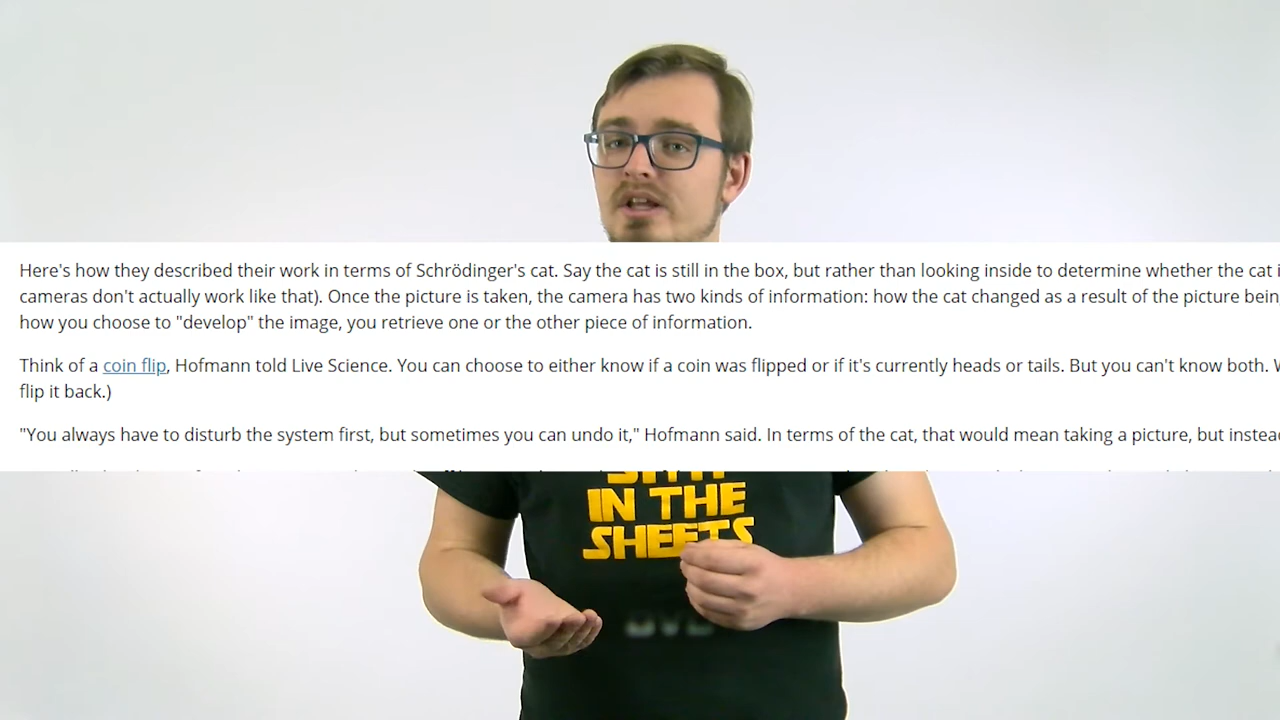 Here's how they described their work in terms of Schrödinger's cat. Say the cat is still in the box, but rather than looking inside to determine whether the cat
cameras don't actually work like that). Once the picture is taken, the camera has two kinds of information: how the cat changed as a result of the picture
how you choose to "develop" the image, you retrieve one or the other piece of information.
Think of a coin flip, Hofmann told Live Science. You can choose to either know if a coin was flipped or if it's currently heads or tails. But you can't know both.
flip it back.)
"You always have to disturb the system first, but sometimes you can undo it," Hofmann said. In terms of the cat, that would mean taking a picture, but
IN THE
SHEETS